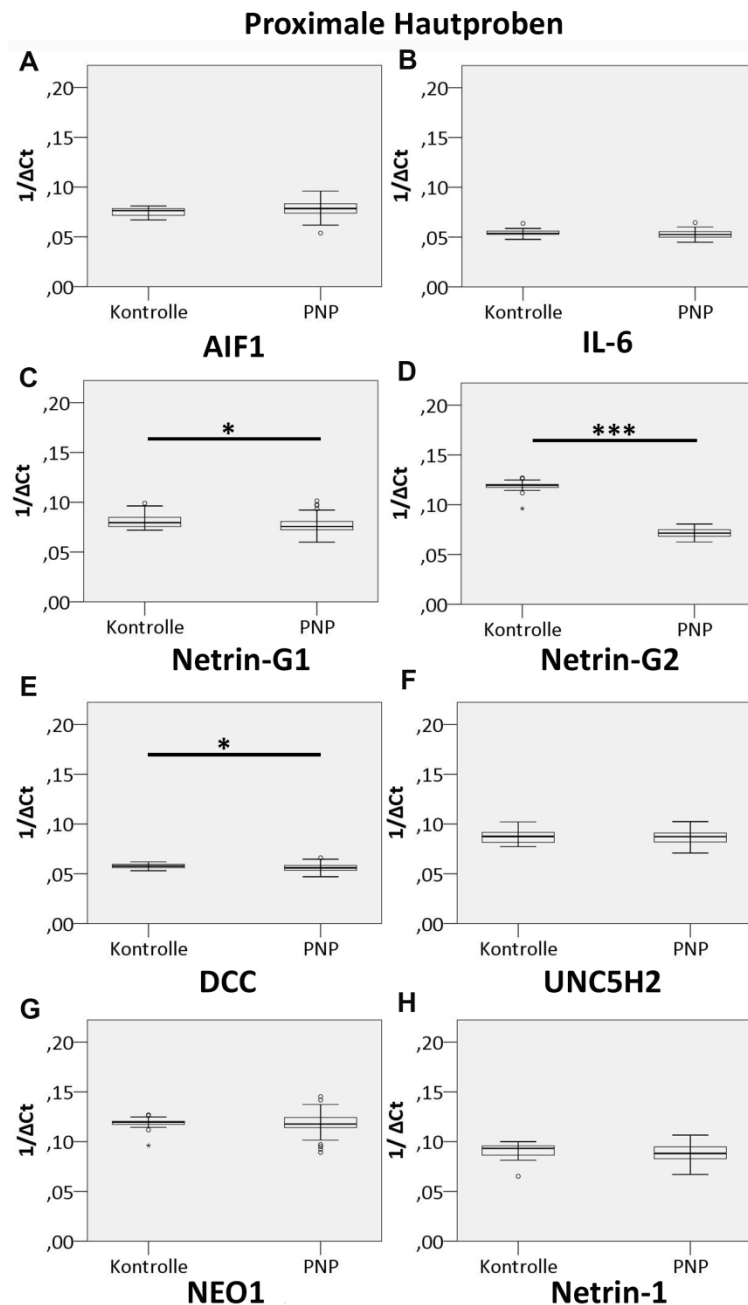 Proximale Hautproben
A
1/ΔCt
,20
,15
,10
,05
,00
Kontrolle PNP
AIF1
B
1/ΔCt
,20
,15
,10
,05
,00
Kontrolle PNP
IL-6
C
1/ΔCt
,20
,15
,10
,05
,00
*
Kontrolle PNP
Netrin-G1
D
1/ΔCt
,20
,15
,10
,05
,00
***
Kontrolle PNP
Netrin-G2
E
1/ΔCt
,20
,15
,10
,05
,00
*
Kontrolle PNP
DCC
F
1/ΔCt
,20
,15
,10
,05
,00
Kontrolle PNP
UNC5H2
G
1/ΔCt
,20
,15
,10
,05
,00
Kontrolle PNP
NEO1
H
1/ ΔCt
,20
,15
,10
,05
,00
Kontrolle PNP
Netrin-1